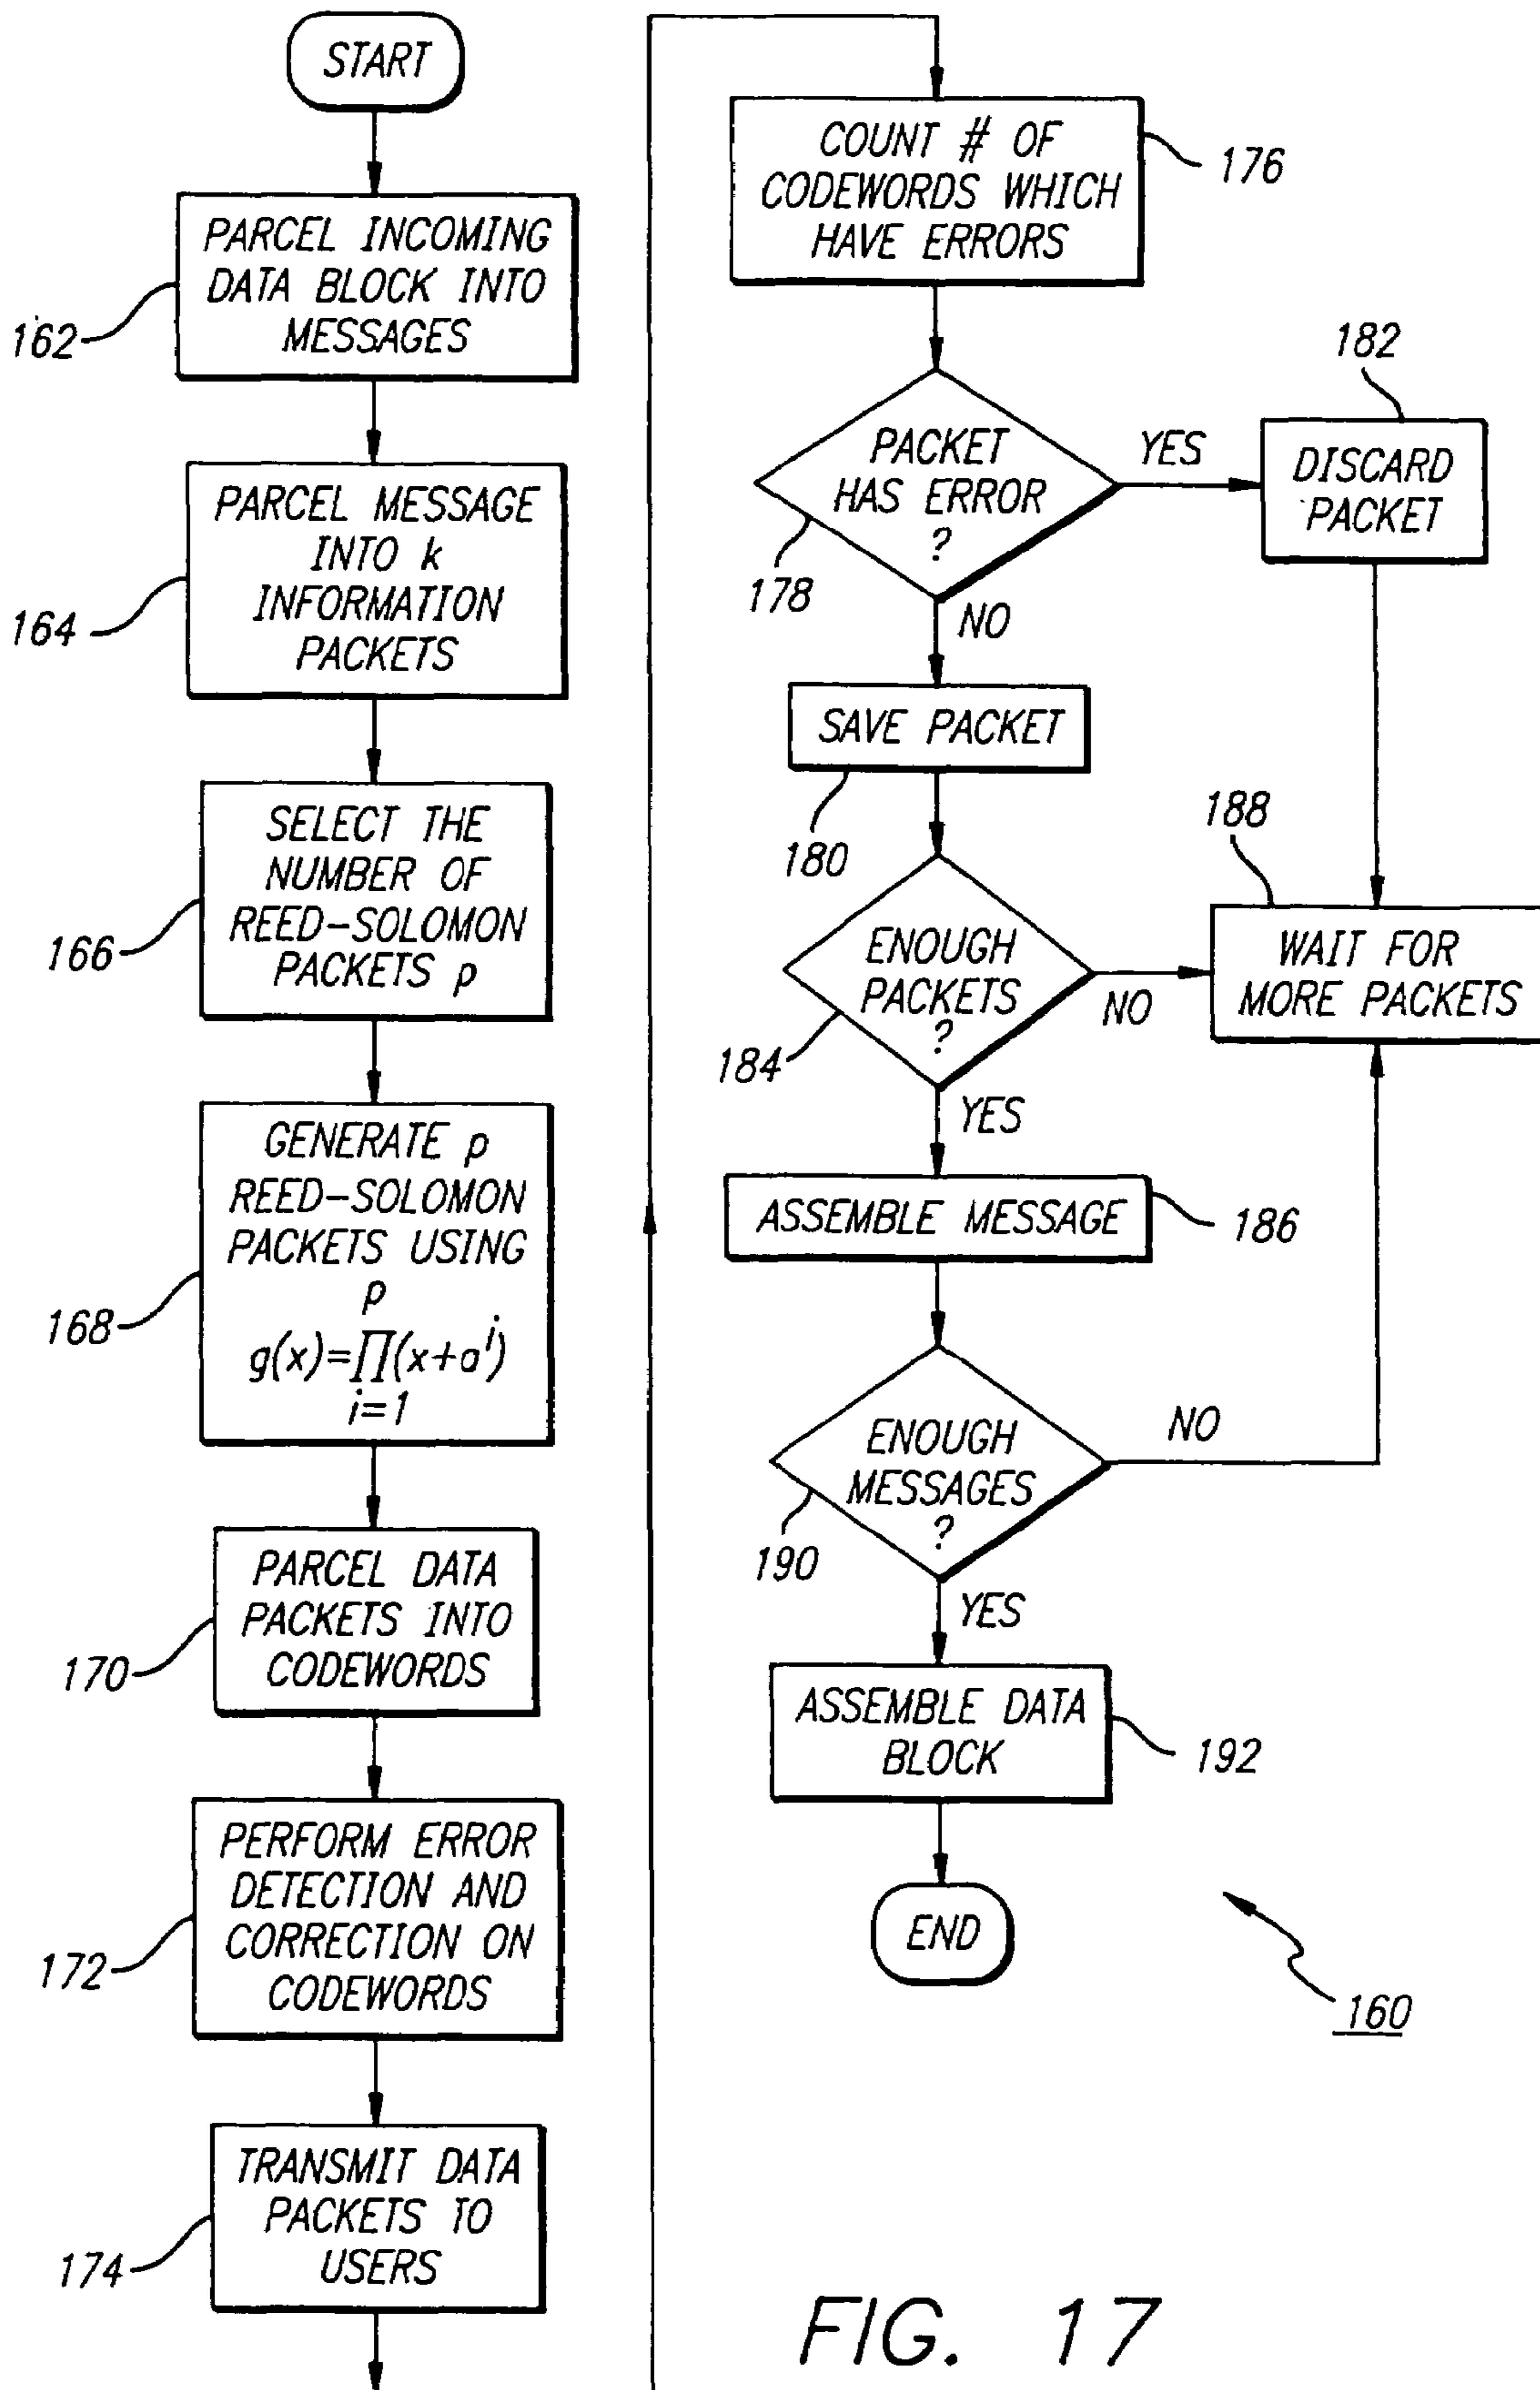 START
PARCEL INCOMING
DATA BLOCK INTO
MESSAGES
162
PARCEL MESSAGE
INTO k
INFORMATION
PACKETS
164
SELECT THE
NUMBER OF
REED-SOLOMON
PACKETS p
166
GENERATE p
REED-SOLOMON
PACKETS USING
p
g(x)=∏(x+a^i)
i=1
168
PARCEL DATA
PACKETS INTO
CODEWORDS
170
PERFORM ERROR
DETECTION AND
CORRECTION ON
CODEWORDS
172
TRANSMIT DATA
PACKETS TO
USERS
174
COUNT # OF
CODEWORDS WHICH
HAVE ERRORS
176
PACKET
HAS ERROR
?
178
YES
182
DISCARD
PACKET
NO
SAVE PACKET
180
188
ENOUGH
PACKETS
?
184
NO
WAIT FOR
MORE PACKETS
YES
ASSEMBLE MESSAGE
186
ENOUGH
MESSAGES
?
190
NO
YES
ASSEMBLE DATA
BLOCK
192
END
160
FIG. 17